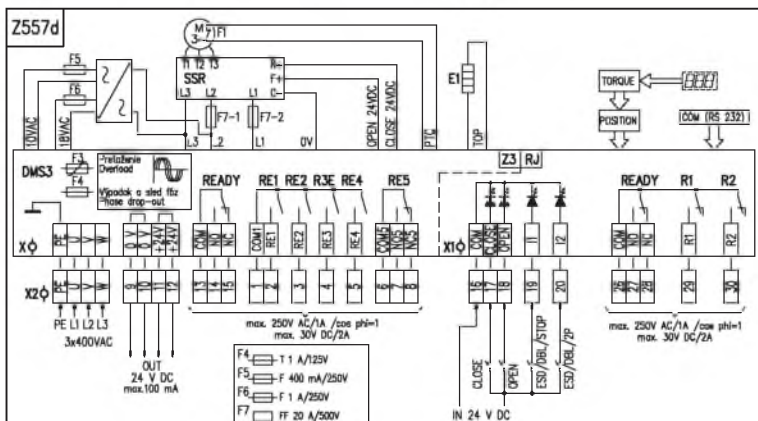 Z557d
M
3~
F1
T1 T2 T3
SSR
R+
F+
0-
L3 L2 L1
F5
F6
F7-1
F7-2
10VAC
18VAC
L3
L2
L1
0V
OPEN 24VDC
CLOSE 24VDC
PTC
E1
TOP
TORQUE
POSITION
COM (RS 232)
DMS3
F3
F4
Overload
Výpadok a sled fáz
Phase drop-out
READY
RE1
RE2
R3E
RE4
RE5
Z3
RJ
READY
R1
R2
X
PE
U
V
W
0 V
0 V
+24V
+24V
COM
NO
NC
COM1
RE1
RE2
RE3
RE4
COM5
NO5
NC5
X1
COM
CLOSE
OPEN
I1
I2
COM
NO
NC
R1
R2
X2
PE
U
V
W
9
10
11
12
13
14
15
1
2
3
4
5
6
7
8
16
17
18
19
20
26
27
28
29
30
PE L1 L2 L3
3x400VAC
OUT
24 V DC
max.100 mA
max. 250V AC/1A /cos phi=1
max. 30V DC/2A
F4
T 1 A/125V
F5
F 400 mA/250V
F6
F 1 A/250V
F7
FF 20 A/500V
CLOSE
OPEN
ESD/DBL/STOP
ESD/DBL/2P
IN 24 V DC
max. 250V AC/1A /cos phi=1
max. 30V DC/2A